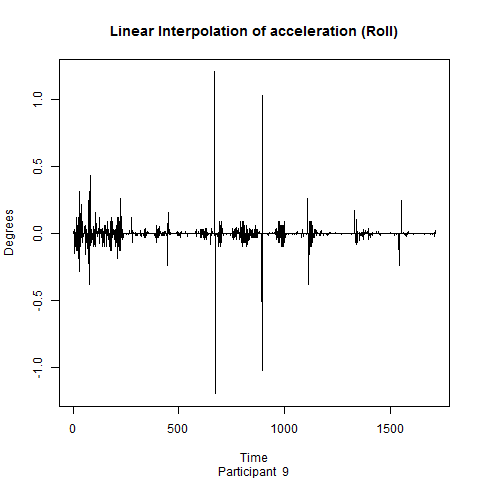 Linear Interpolation of acceleration (Roll)
Degrees
1.0
0.5
0.0
-0.5
-1.0
0 500 1000 1500
Time
Participant 9